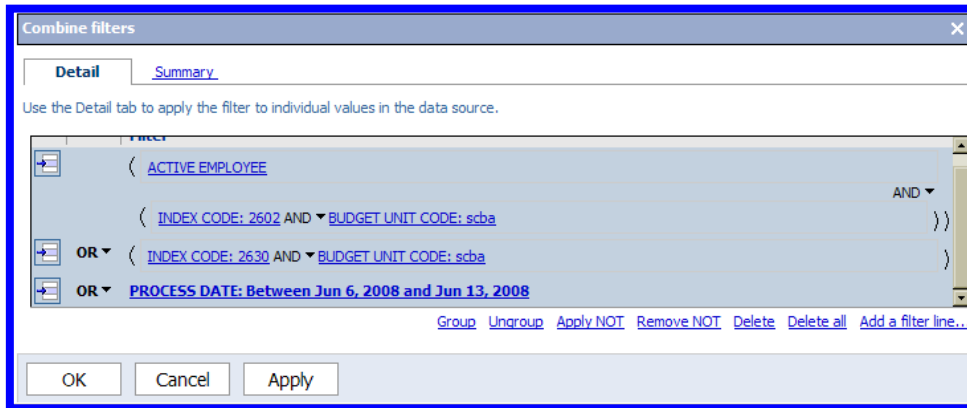 Combine filters
Detail Summary
Use the Detail tab to apply the filter to individual values in the data source.
Filter
( ACTIVE EMPLOYEE
AND
( INDEX CODE: 2602 AND BUDGET UNIT CODE: scba ))
OR ( INDEX CODE: 2630 AND BUDGET UNIT CODE: scba )
OR PROCESS DATE: Between Jun 6, 2008 and Jun 13, 2008
Group Ungroup Apply NOT Remove NOT Delete Delete all Add a filter line...
OK Cancel Apply